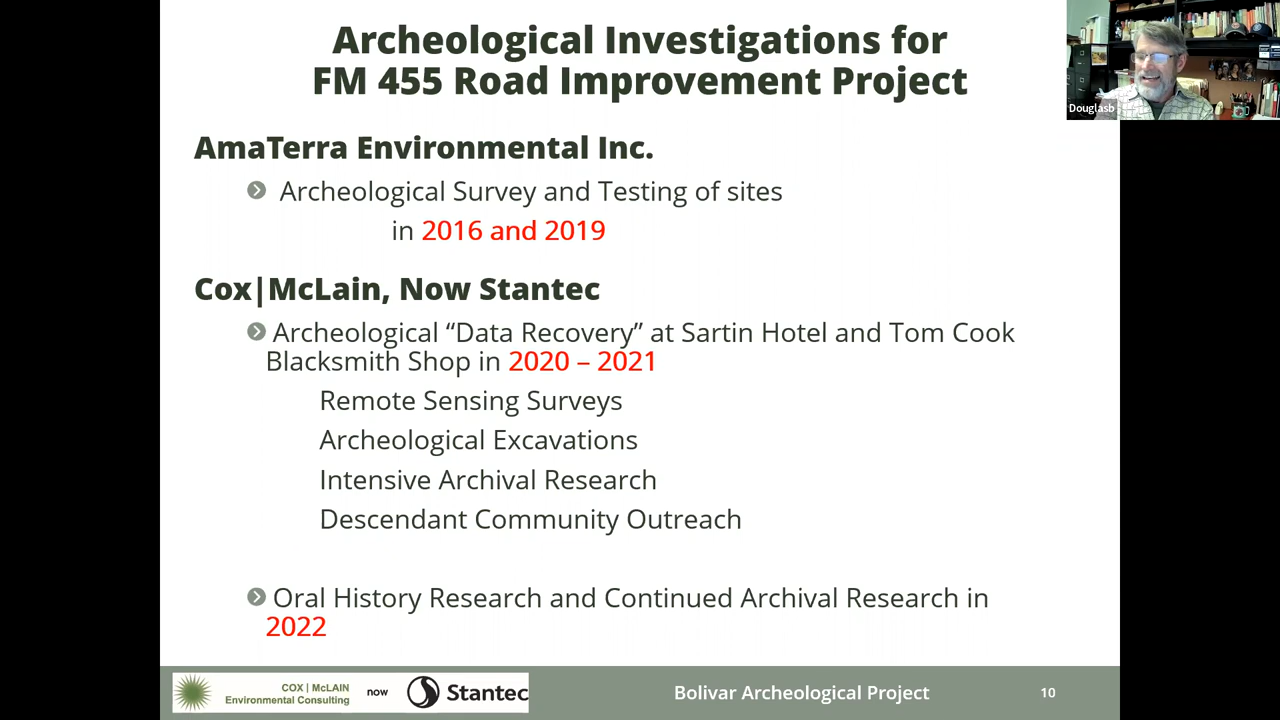 Archeological Investigations for
FM 455 Road Improvement Project
Douglasb
AmaTerra Environmental Inc.
Archeological Survey and Testing of sites
in 2016 and 2019
Cox|McLain, Now Stantec
Archeological “Data Recovery” at Sartin Hotel and Tom Cook
Blacksmith Shop in 2020 – 2021
Remote Sensing Surveys
Archeological Excavations
Intensive Archival Research
Descendant Community Outreach
Oral History Research and Continued Archival Research in
2022
COX | McLAIN
Environmental Consulting
now
Stantec
Bolivar Archeological Project
10